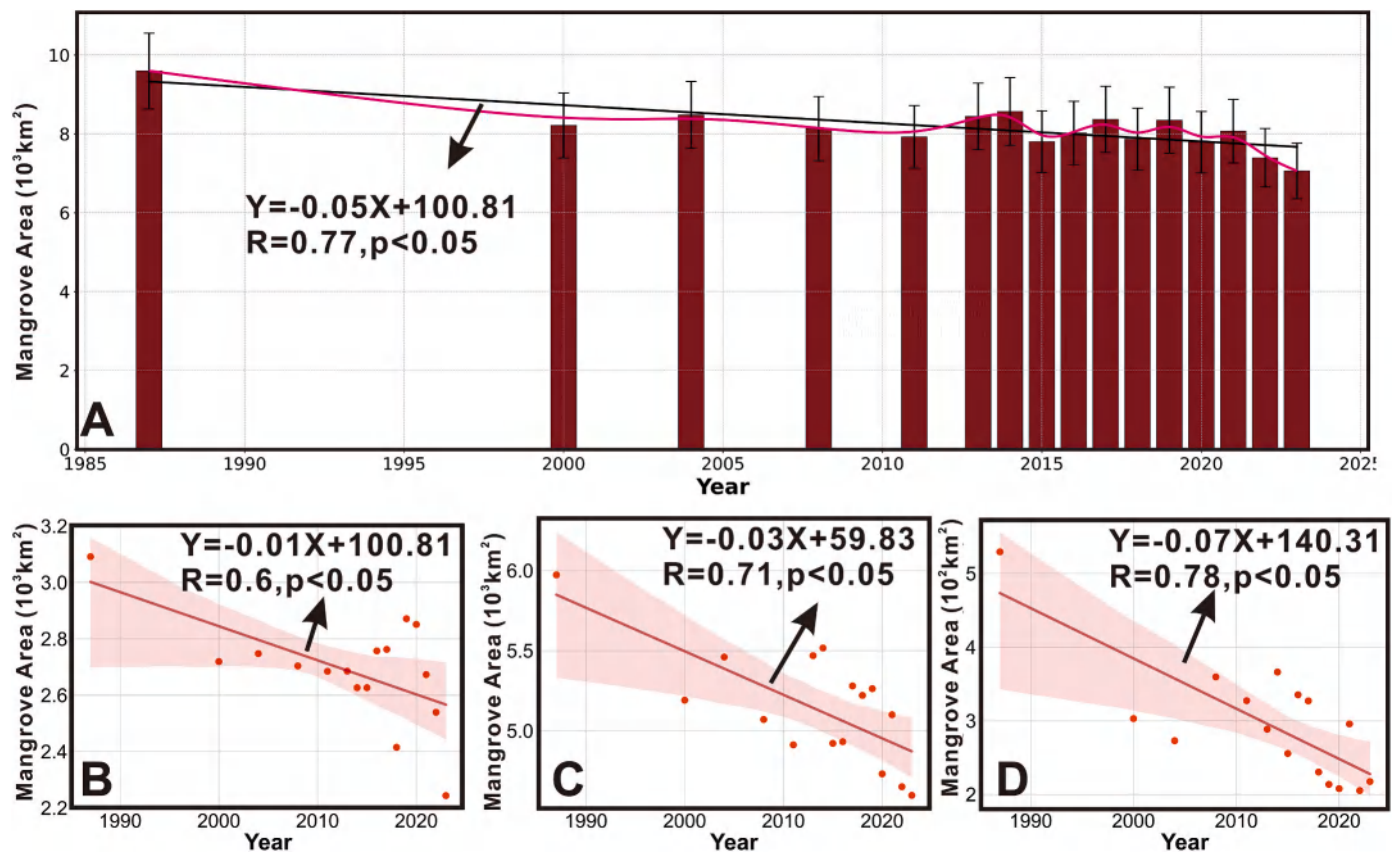 Mangrove Area (10³km²)
10
8
6
4
2
0
Y=-0.05X+100.81
R=0.77,p<0.05
A
1985 1990 1995 2000 2005 2010 2015 2020 2025
Year
Mangrove Area (10³km²)
3.2
3.0
2.8
2.6
2.4
2.2
Y=-0.01X+100.81
R=0.6,p<0.05
B
1990 2000 2010 2020
Year
Mangrove Area (10³km²)
6.0
5.5
5.0
Y=-0.03X+59.83
R=0.71,p<0.05
C
1990 2000 2010 2020
Year
Mangrove Area (10²km²)
5
4
3
2
Y=-0.07X+140.31
R=0.78,p<0.05
D
1990 2000 2010 2020
Year